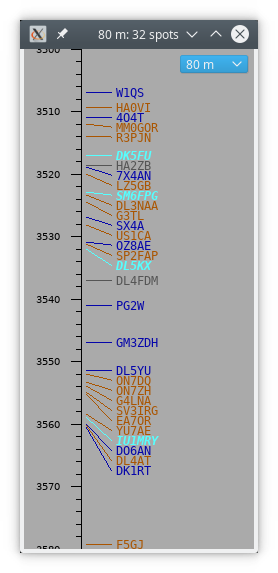 80 m: 32 spots
3500
80 m
W1QS
HA0VI
3510
4O4T
MM0GOR
R3PJN
DK5FU
HA2ZB
7X4AN
3520
LZ5GB
SM6FPG
DL3NAA
G3TL
SX4A
US1CA
3530
OZ8AE
SP2FAP
DL5KX
DL4FDM
3540
PG2W
GM3ZDH
3550
DL5YU
ON7DQ
ON7ZH
G4LNA
SV3IRG
EA7OR
3560
YU7AE
IU1MRY
DO6AN
DL4AT
DK1RT
3570
F5GJ
3580